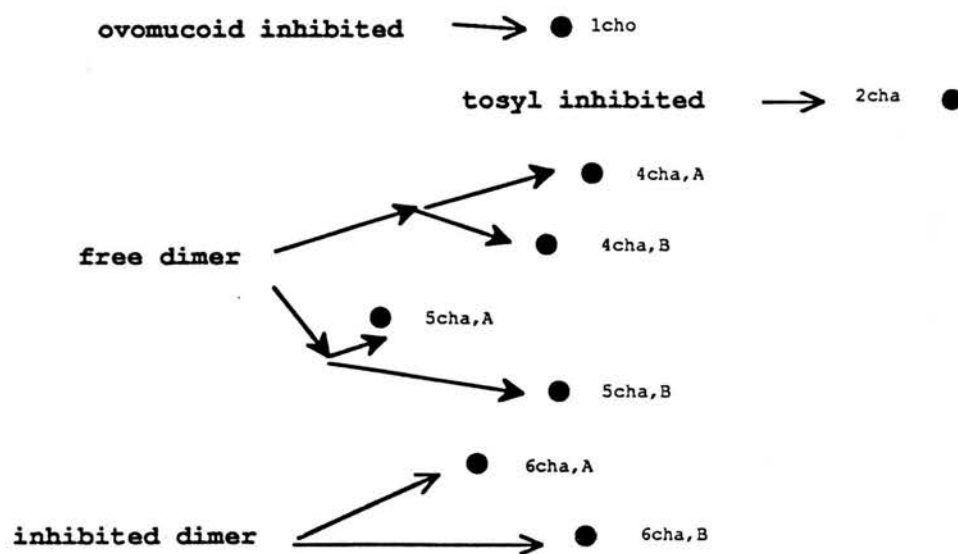 ovomucoid inhibited 1cho
tosyl inhibited 2cha
4cha,A
free dimer 4cha,B
5cha,A
5cha,B
6cha,A
inhibited dimer 6cha,B